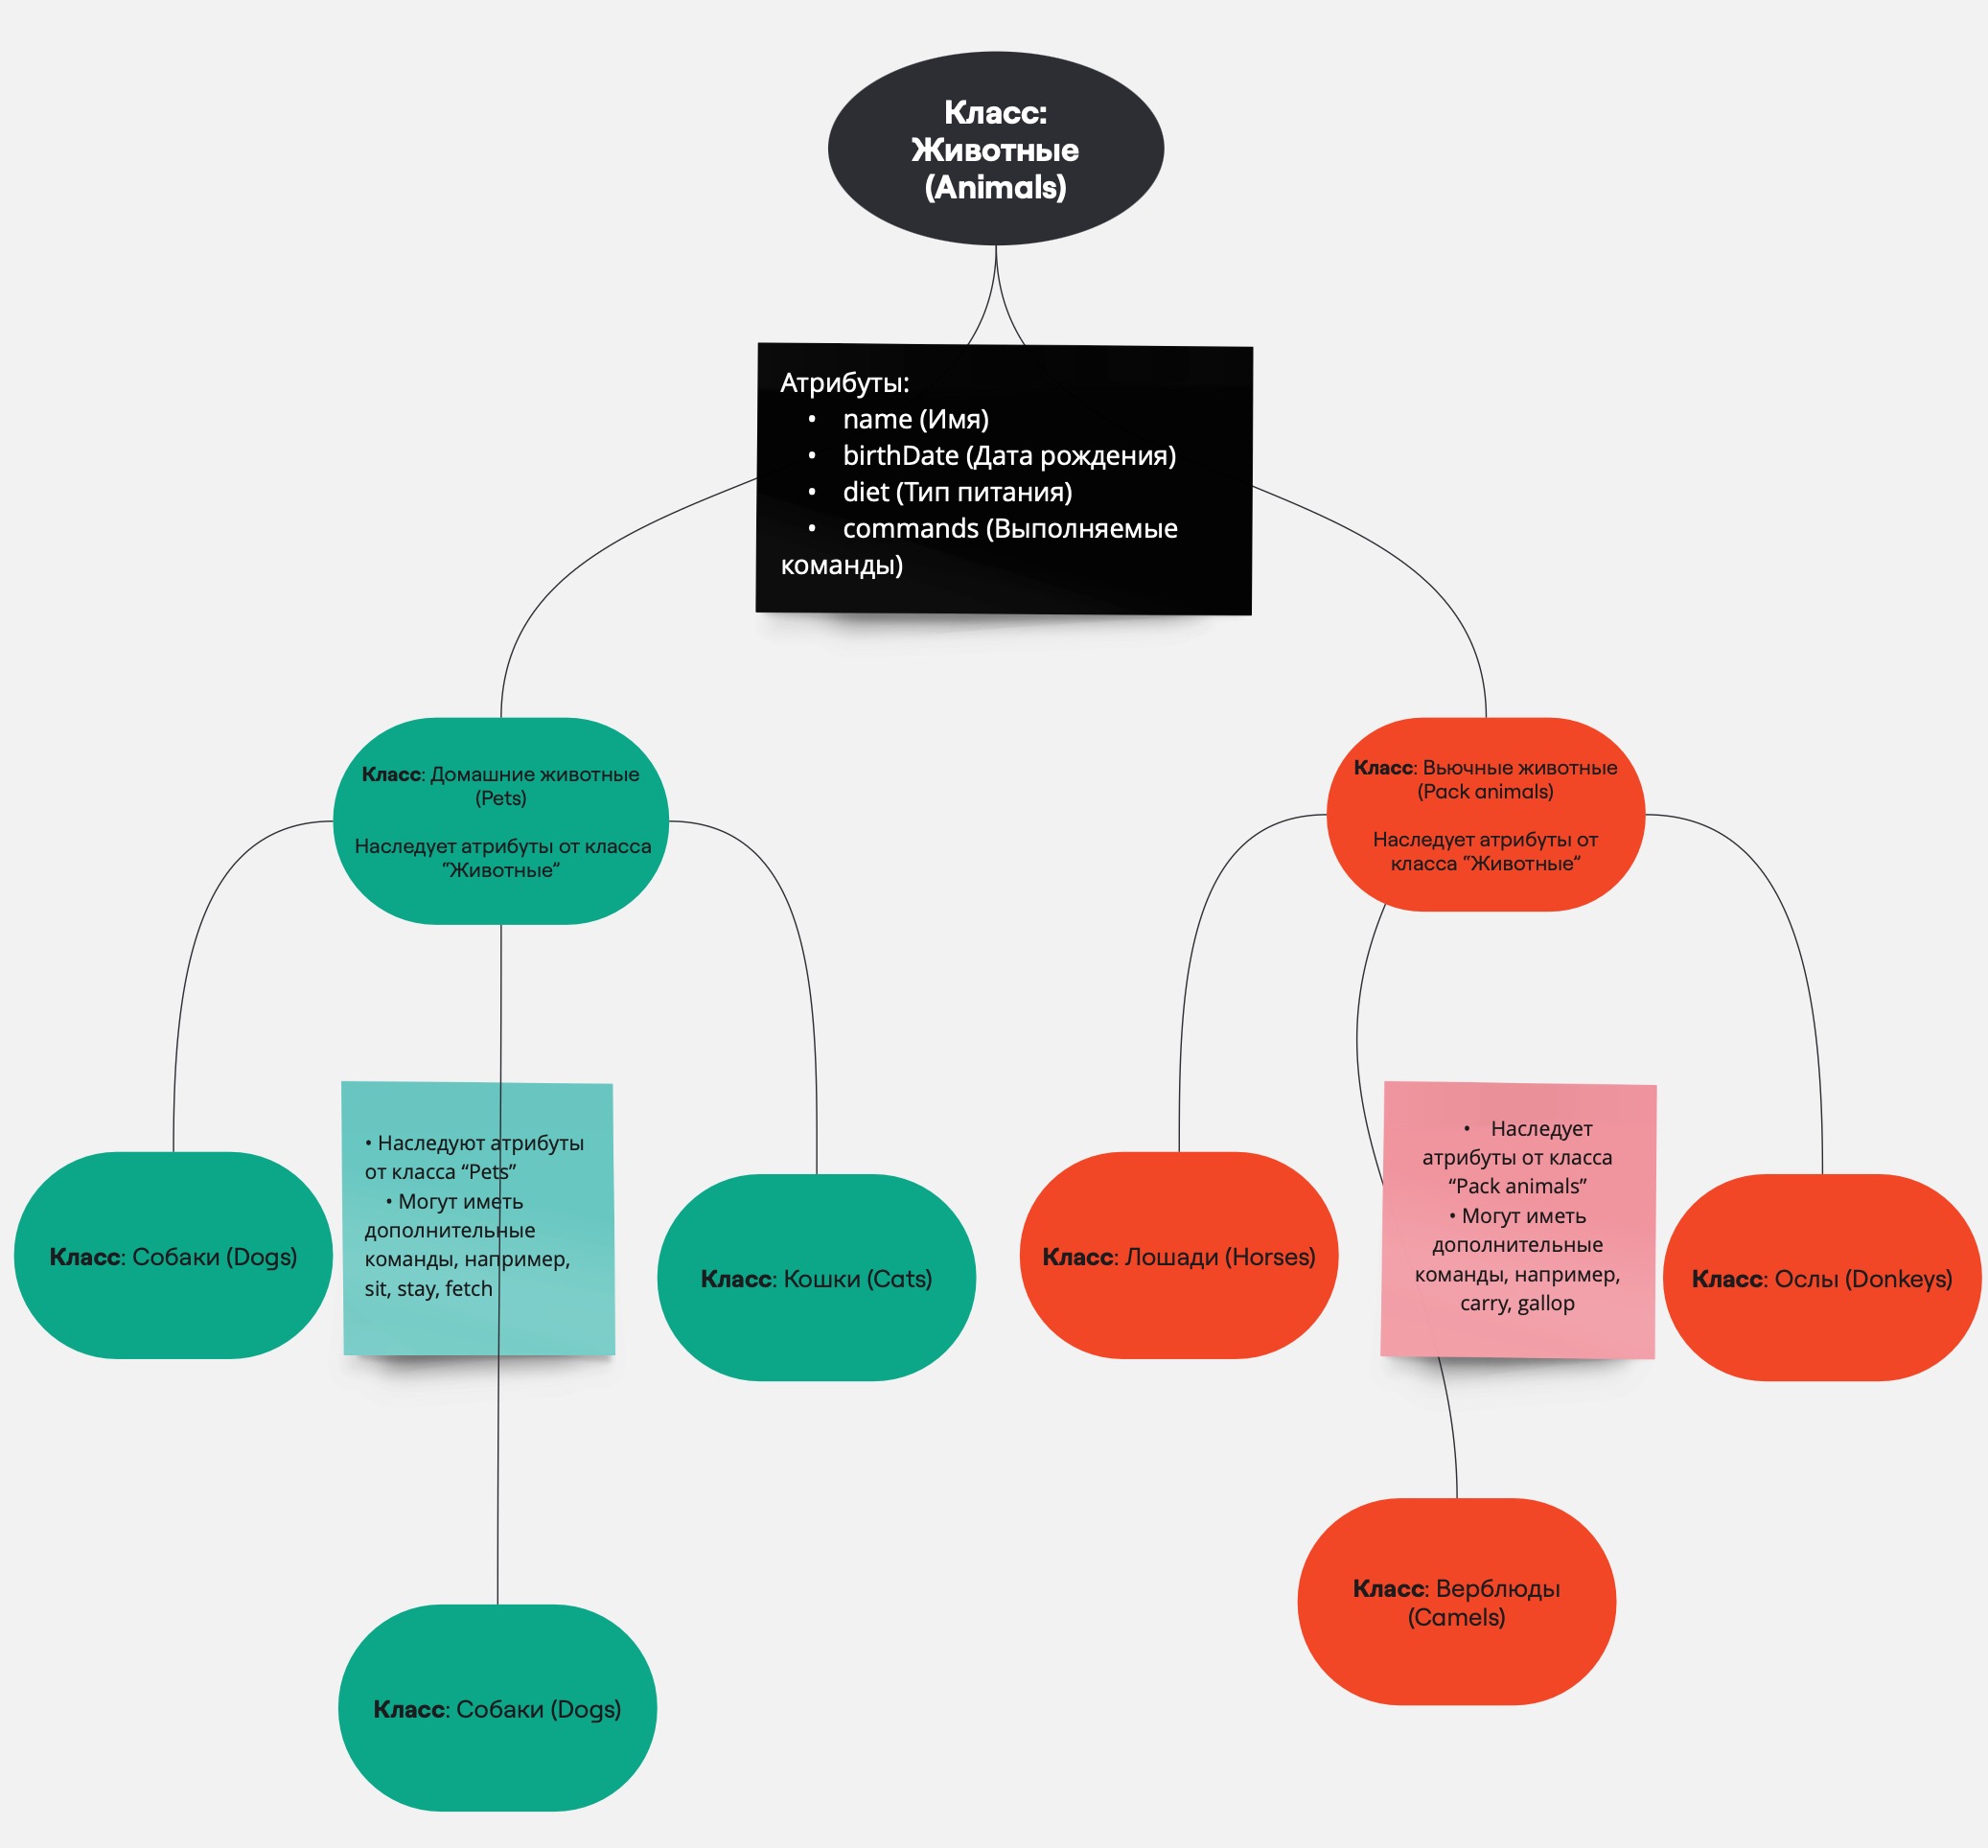 Класс:
Животные
(Animals)
Атрибуты:
• name (Имя)
• birthDate (Дата рождения)
• diet (Тип питания)
• commands (Выполняемые
команды)
Класс: Домашние животные
(Pets)
Наследует атрибуты от класса
“Животные”
Класс: Вьючные животные
(Pack animals)
Наследует атрибуты от
класса “Животные”
Класс: Собаки (Dogs)
• Наследуют атрибуты
от класса “Pets”
• Могут иметь
дополнительные
команды, например,
sit, stay, fetch
Класс: Кошки (Cats)
Класс: Лошади (Horses)
• Наследует
атрибуты от класса
“Pack animals”
• Могут иметь
дополнительные
команды, например,
carry, gallop
Класс: Ослы (Donkeys)
Класс: Верблюды
(Camels)
Класс: Собаки (Dogs)